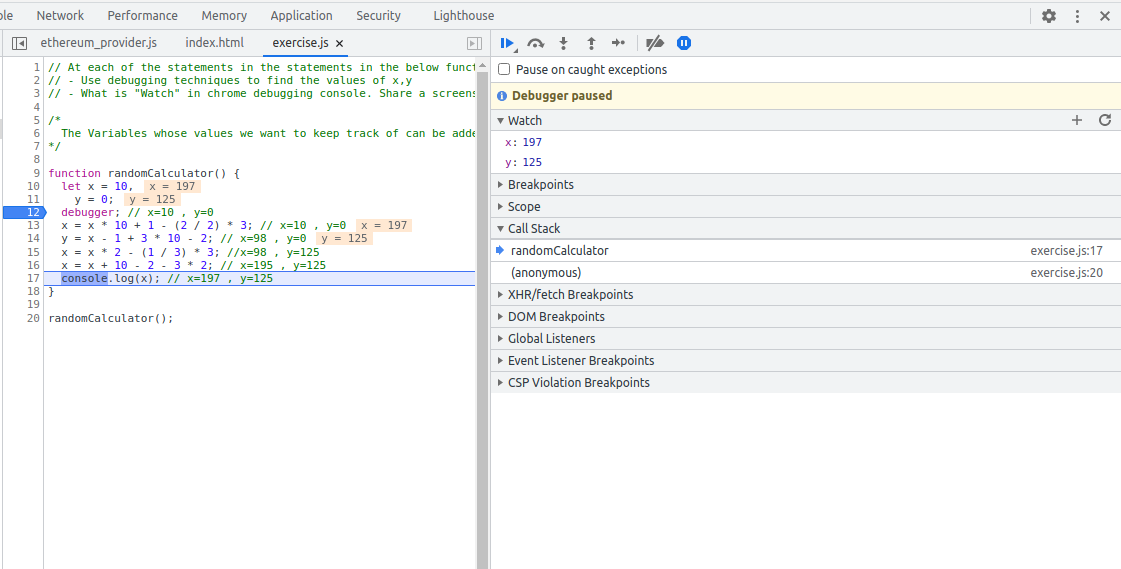 ole Network Performance Memory Application Security Lighthouse
ethereum_provider.js index.html exercise.js ×
1 // At each of the statements in the statements in the below funct
2 // - Use debugging techniques to find the values of x,y
3 // - What is "Watch" in chrome debugging console. Share a screens
4
5 /*
6 The Variables whose values we want to keep track of can be adde
7 */
8
9 function randomCalculator() {
10 let x = 10, x = 197
11 y = 0; y = 125
12 debugger; // x=10 , y=0
13 x = x * 10 + 1 - (2 / 2) * 3; // x=10 , y=0 x = 197
14 y = x - 1 + 3 * 10 - 2; // x=98 , y=0 y = 125
15 x = x * 2 - (1 / 3) * 3; //x=98 , y=125
16 x = x + 10 - 2 - 3 * 2; // x=195 , y=125
17 console.log(x); // x=197 , y=125
18 }
19
20 randomCalculator();
Pause on caught exceptions
Debugger paused
Watch
x: 197
y: 125
Breakpoints
Scope
Call Stack
randomCalculator exercise.js:17
(anonymous) exercise.js:20
XHR/fetch Breakpoints
DOM Breakpoints
Global Listeners
Event Listener Breakpoints
CSP Violation Breakpoints